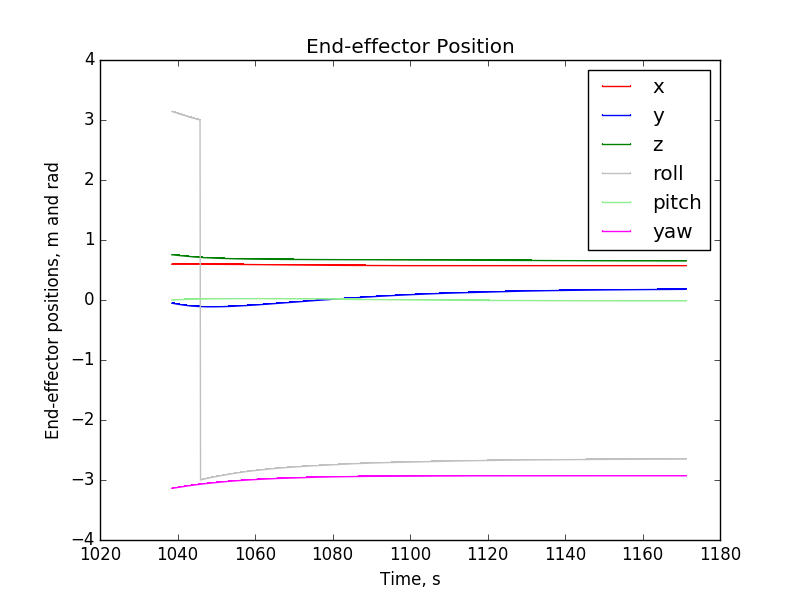 End-effector Position
End-effector positions, m and rad
4
3
2
1
0
−1
−2
−3
−4
x
y
z
roll
pitch
yaw
1020 1040 1060 1080 1100 1120 1140 1160 1180
Time, s